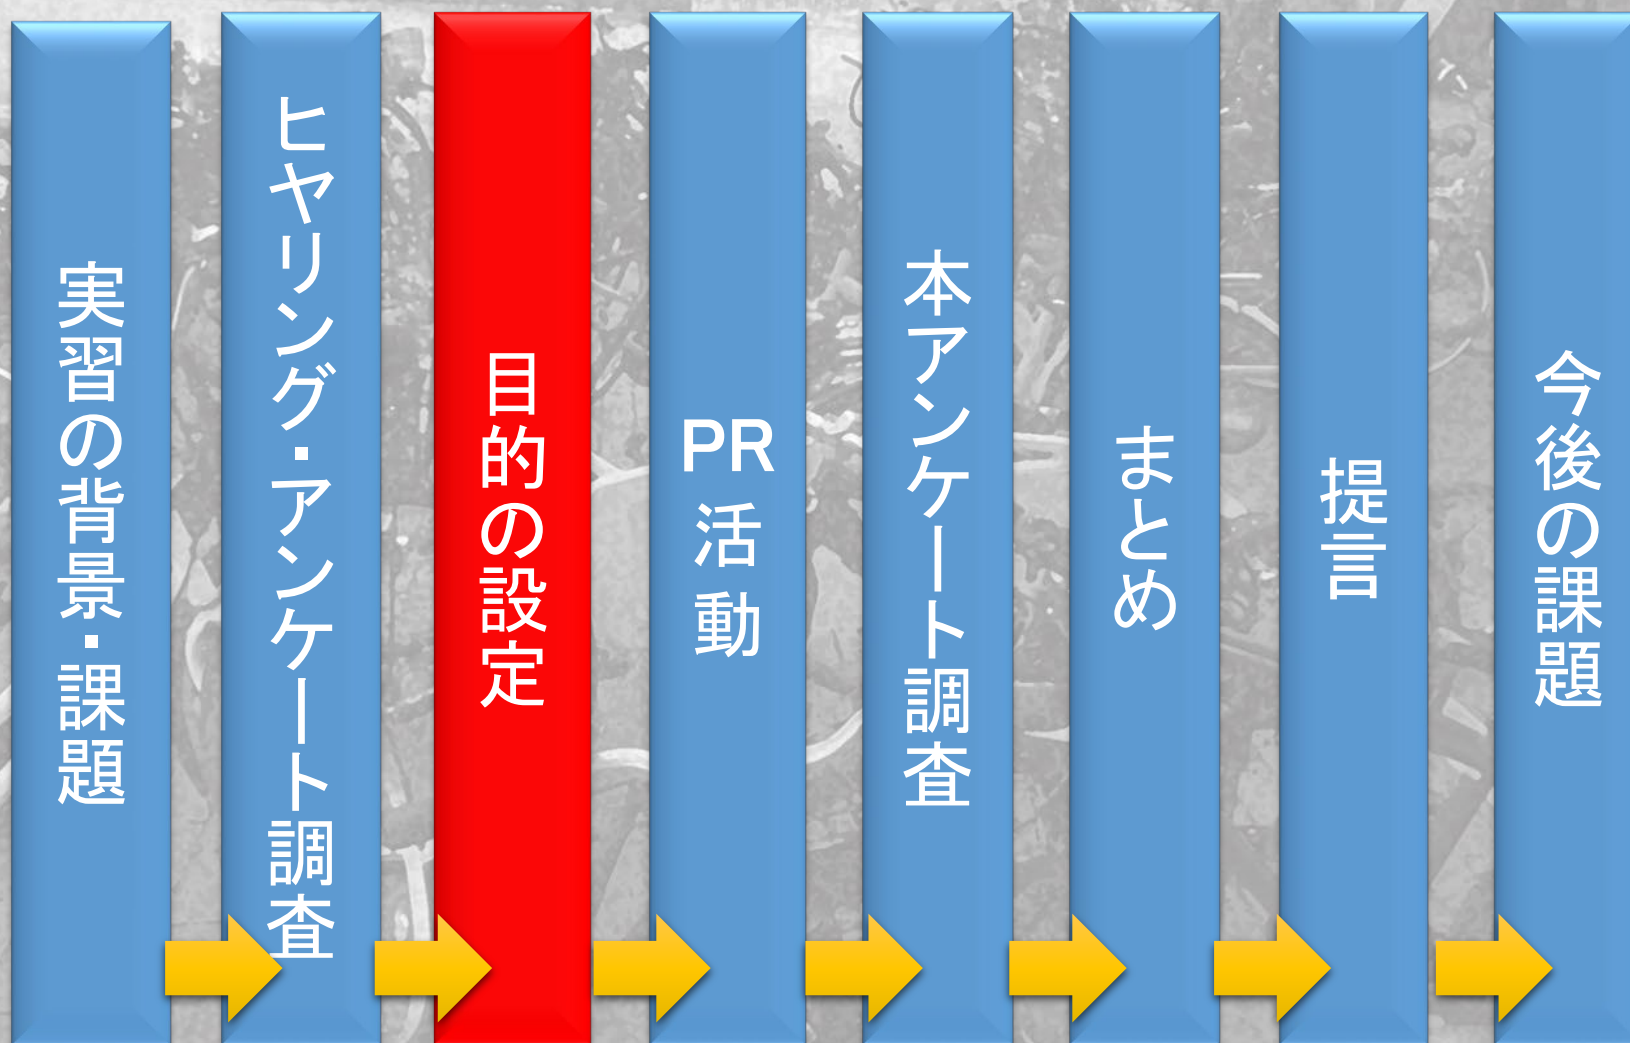 実習の背景・課題
ヒヤリング・アンケート調査
目的の設定
PR
活動
本アンケート調査
まとめ
提言
今後の課題